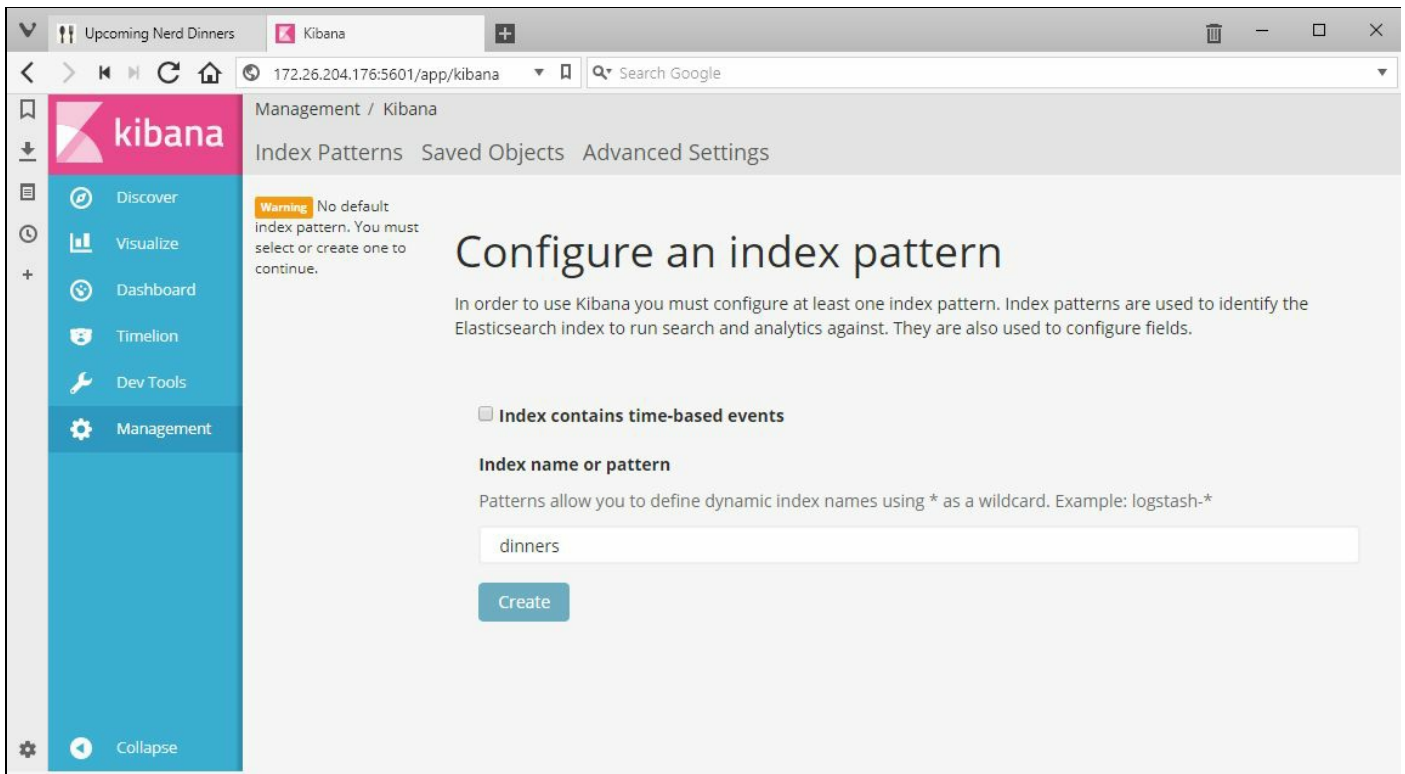 Upcoming Nerd Dinners
Kibana
172.26.204.176:5601/app/kibana
Search Google
kibana
Management / Kibana
Index Patterns Saved Objects Advanced Settings
Discover
Visualize
Dashboard
Timelion
Dev Tools
Management
Collapse
Warning No default
index pattern. You must
select or create one to
continue.
Configure an index pattern
In order to use Kibana you must configure at least one index pattern. Index patterns are used to identify the
Elasticsearch index to run search and analytics against. They are also used to configure fields.
Index contains time-based events
Index name or pattern
Patterns allow you to define dynamic index names using * as a wildcard. Example: logstash-*
dinners
Create